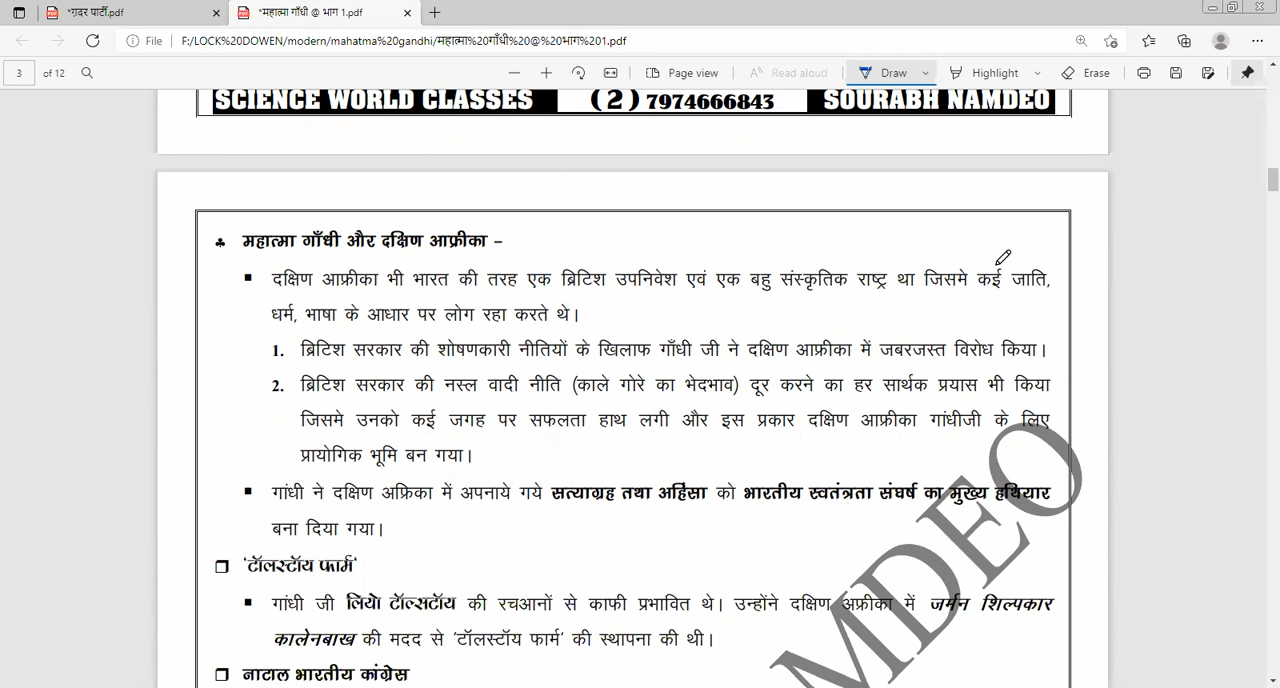 *ग़दर पार्टी.pdf
*महात्मा गाँधी @ भाग 1.pdf
File F:/LOCK%20DOWEN/modern/mahatma%20gandhi/महात्मा%20गाँधी%20@%20भाग%201.pdf
3 of 12 Page view Read aloud Draw Highlight Erase
SCIENCE WORLD CLASSES (2) 7974666843 SOURABH NAMDEO
महात्मा गाँधी और दक्षिण आफ्रीका –
दक्षिण आफ्रीका भी भारत की तरह एक ब्रिटिश उपनिवेश एवं एक बहु संस्कृतिक राष्ट्र था जिसमे कई जाति,
धर्म, भाषा के आधार पर लोग रहा करते थे।
1. ब्रिटिश सरकार की शोषणकारी नीतियों के खिलाफ गाँधी जी ने दक्षिण आफ्रीका में जबरजस्त विरोध किया।
2. ब्रिटिश सरकार की नस्ल वादी नीति (काले गोरे का भेदभाव) दूर करने का हर सार्थक प्रयास भी किया
जिसमे उनको कई जगह पर सफलता हाथ लगी और इस प्रकार दक्षिण आफ्रीका गांधीजी के लिए
प्रायोगिक भूमि बन गया।
गांधी ने दक्षिण अफ्रिका में अपनाये गये सत्याग्रह तथा अहिंसा को भारतीय स्वतंत्रता संघर्ष का मुख्य हथियार
बना दिया गया।
'टॉलस्टॉय फार्म'
गांधी जी लियो टॉल्सटॉय की रचआनों से काफी प्रभावित थे। उन्होंने दक्षिण अफ्रीका में जर्मन शिल्पकार
कालेनबाख की मदद से 'टॉलस्टॉय फार्म' की स्थापना की थी।
नाटाल भारतीय कांग्रेस
MDEO